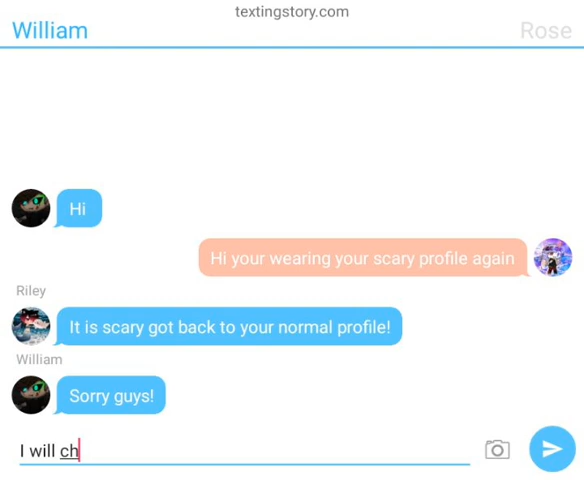 textingstory.com
William
Rose
Hi
Hi your wearing your scary profile again
Riley
It is scary got back to your normal profile!
William
Sorry guys!
I will ch